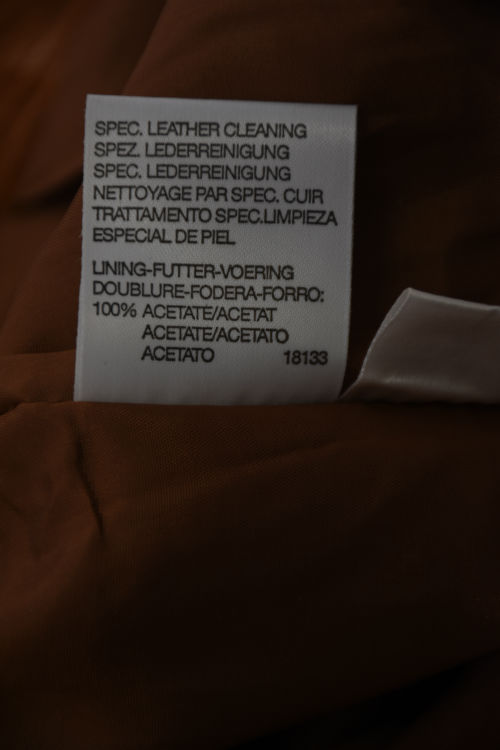 SPEC. LEATHER CLEANING
SPEZ. LEDERREINIGUNG
SPEC. LEDERREINIGUNG
NETTOYAGE PAR SPEC. CUIR
TRATTAMENTO SPEC.LIMPIEZA
ESPECIAL DE PIEL
LINING-FUTTER-VOERING
DOUBLURE-FODERA-FORRO:
100% ACETATE/ACETAT
ACETATE/ACETATO
ACETATO 18133